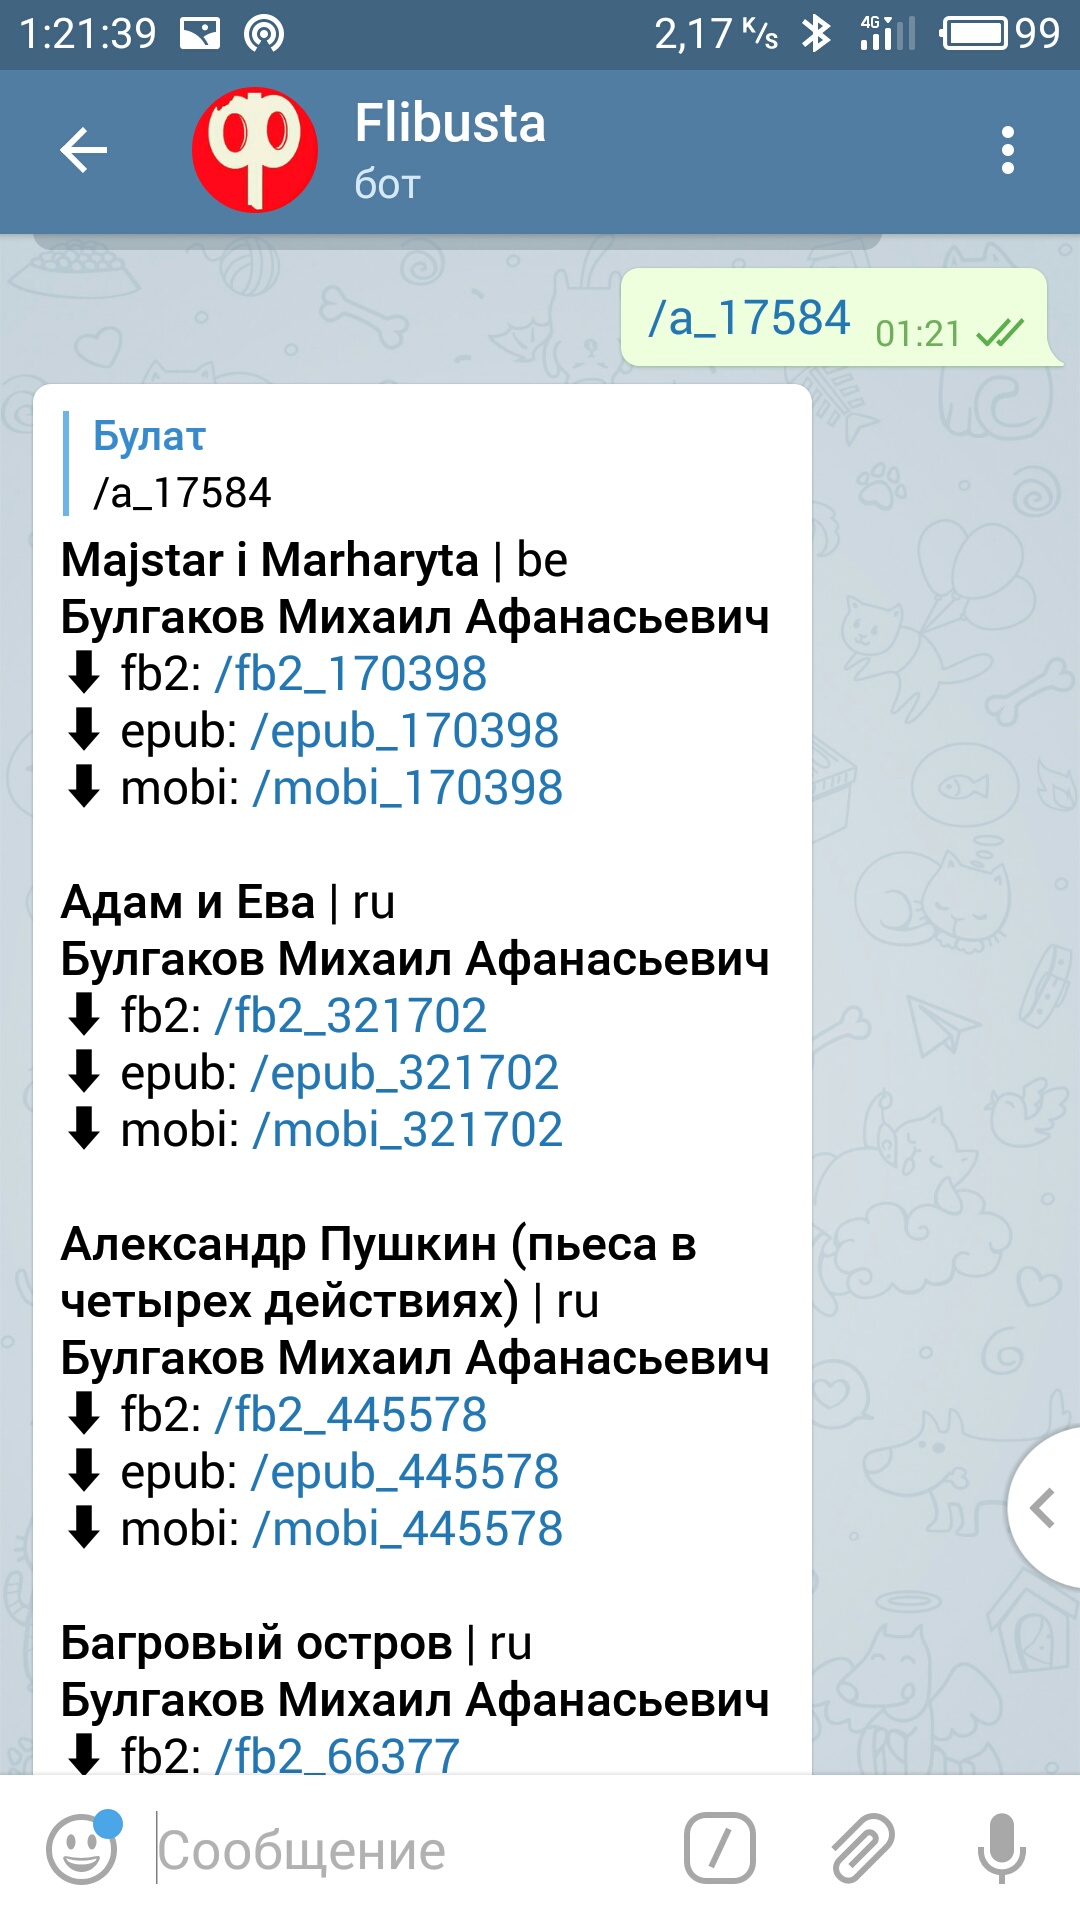 1:21:39 2,17 K/s 4G 99
Flibusta
бот
/a_17584 01:21
Булат
/a_17584
Majstar i Marharyta | be
Булгаков Михаил Афанасьевич
⬇ fb2: /fb2_170398
⬇ epub: /epub_170398
⬇ mobi: /mobi_170398
Адам и Ева | ru
Булгаков Михаил Афанасьевич
⬇ fb2: /fb2_321702
⬇ epub: /epub_321702
⬇ mobi: /mobi_321702
Александр Пушкин (пьеса в
четырех действиях) | ru
Булгаков Михаил Афанасьевич
⬇ fb2: /fb2_445578
⬇ epub: /epub_445578
⬇ mobi: /mobi_445578
Багровый остров | ru
Булгаков Михаил Афанасьевич
⬇ fb2: /fb2_66377
Сообщение